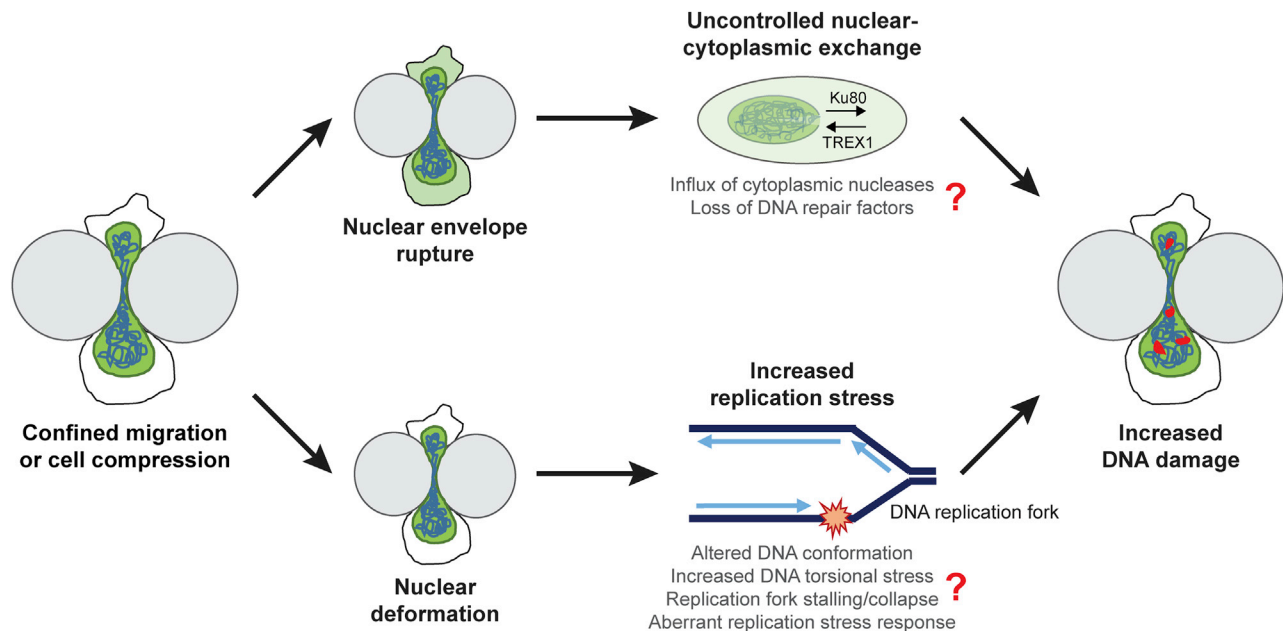 Confined migration
or cell compression
Nuclear envelope
rupture
Uncontrolled nuclear-
cytoplasmic exchange
Ku80
TREX1
Influx of cytoplasmic nucleases
Loss of DNA repair factors
?
Nuclear
deformation
Increased
replication stress
DNA replication fork
Altered DNA conformation
Increased DNA torsional stress
Replication fork stalling/collapse
Aberrant replication stress response
?
Increased
DNA damage